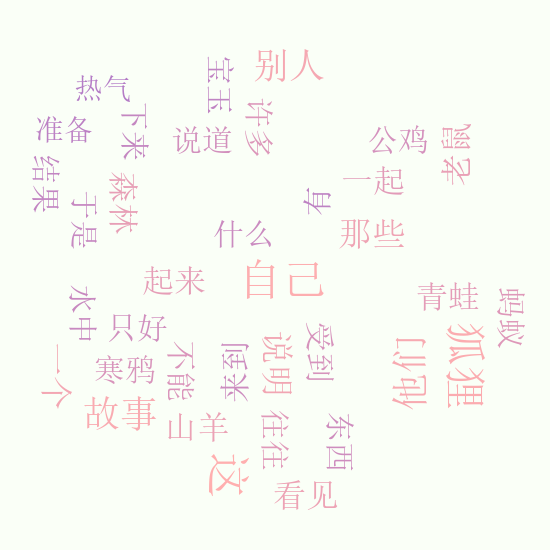 别人
宝玉
热气
许多
下来
准备
说道
公鸡
老鼠
结果
森林
一起
身
于是
什么
那些
起来
自己
水中
只好
青蛙
蚂蚁
一个
寒鸦
不能
来到
说明
受到
他们
狐狸
故事
山羊
往往
东西
这
看见